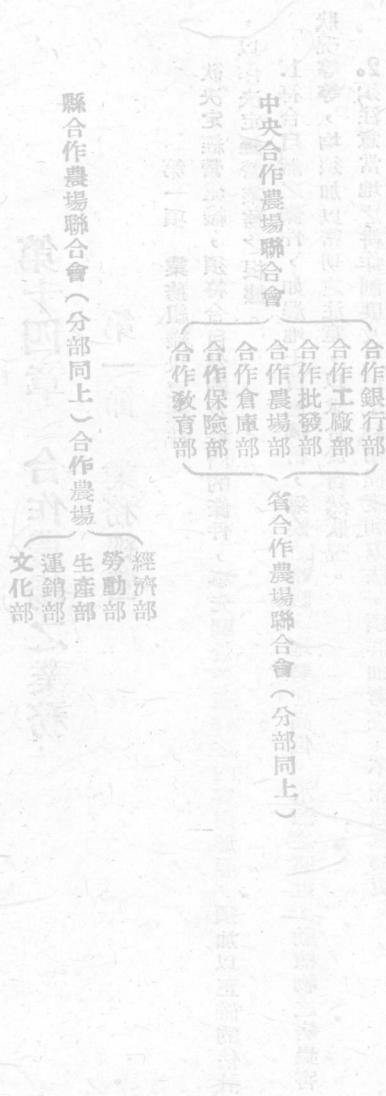 中央合作農場聯合會
合作銀行部
合作工廠部
合作批發部
合作農場部
合作倉庫部
合作保險部
合作教育部
省合作農場聯合會（分部同上）
縣合作農場聯合會（分部同上）合作農場
經濟部
勞動部
生產部
運銷部
文化部